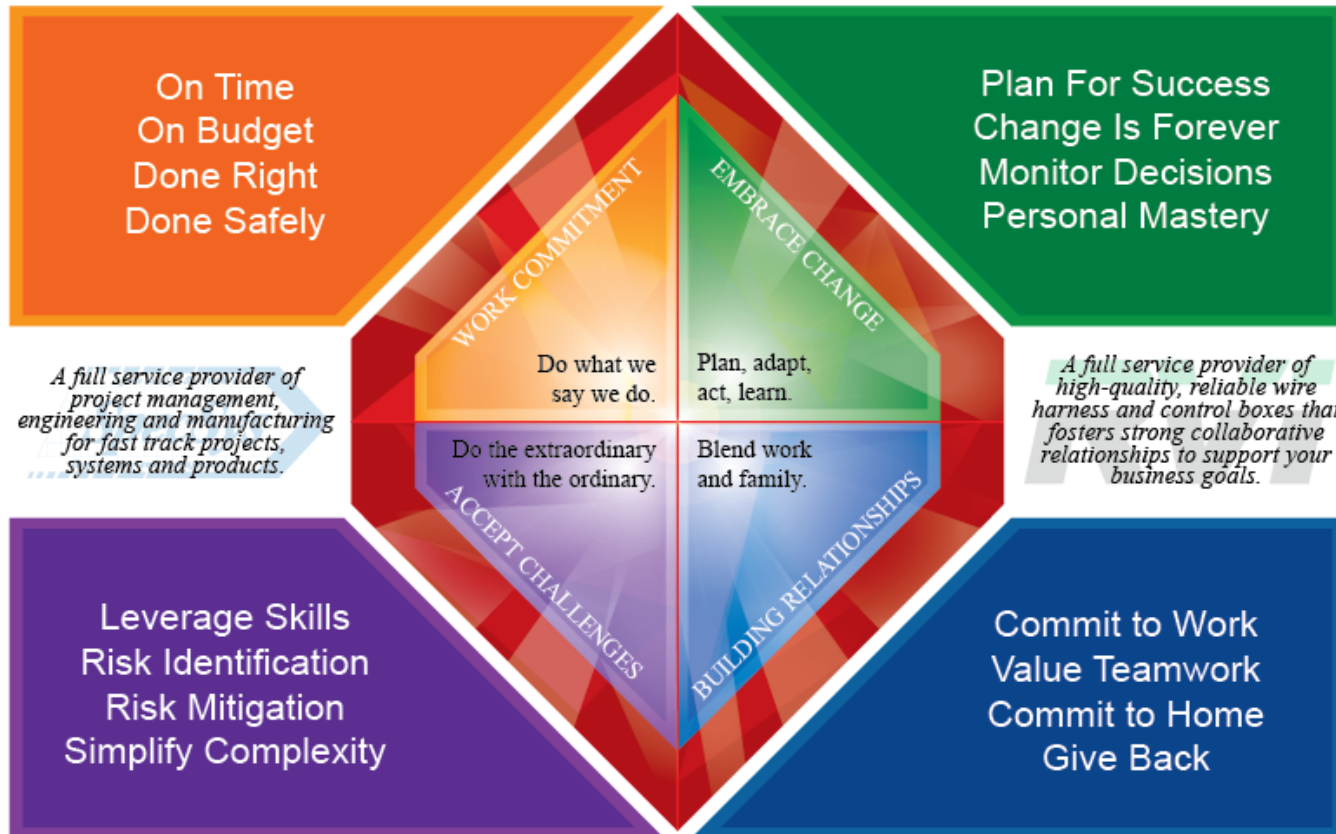 On Time
On Budget
Done Right
Done Safely
Plan For Success
Change Is Forever
Monitor Decisions
Personal Mastery
WORK COMMITMENT
EMBRACE CHANGE
Do what we
say we do.
Plan, adapt,
act, learn.
A full service provider of
project management,
engineering and manufacturing
for fast track projects,
systems and products.
A full service provider of
high-quality, reliable wire
harness and control boxes that
fosters strong collaborative
relationships to support your
business goals.
Do the extraordinary
with the ordinary.
Blend work
and family.
ACCEPT CHALLENGES
BUILDING RELATIONSHIPS
Leverage Skills
Risk Identification
Risk Mitigation
Simplify Complexity
Commit to Work
Value Teamwork
Commit to Home
Give Back